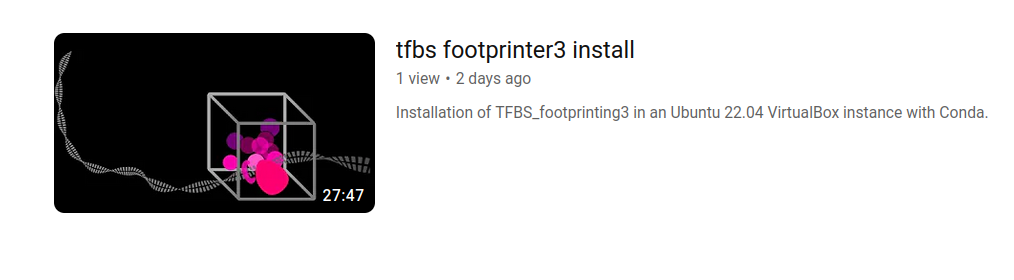 tfbs footprinter3 install
1 view • 2 days ago
Installation of TFBS_footprinting3 in an Ubuntu 22.04 VirtualBox instance with Conda.
27:47